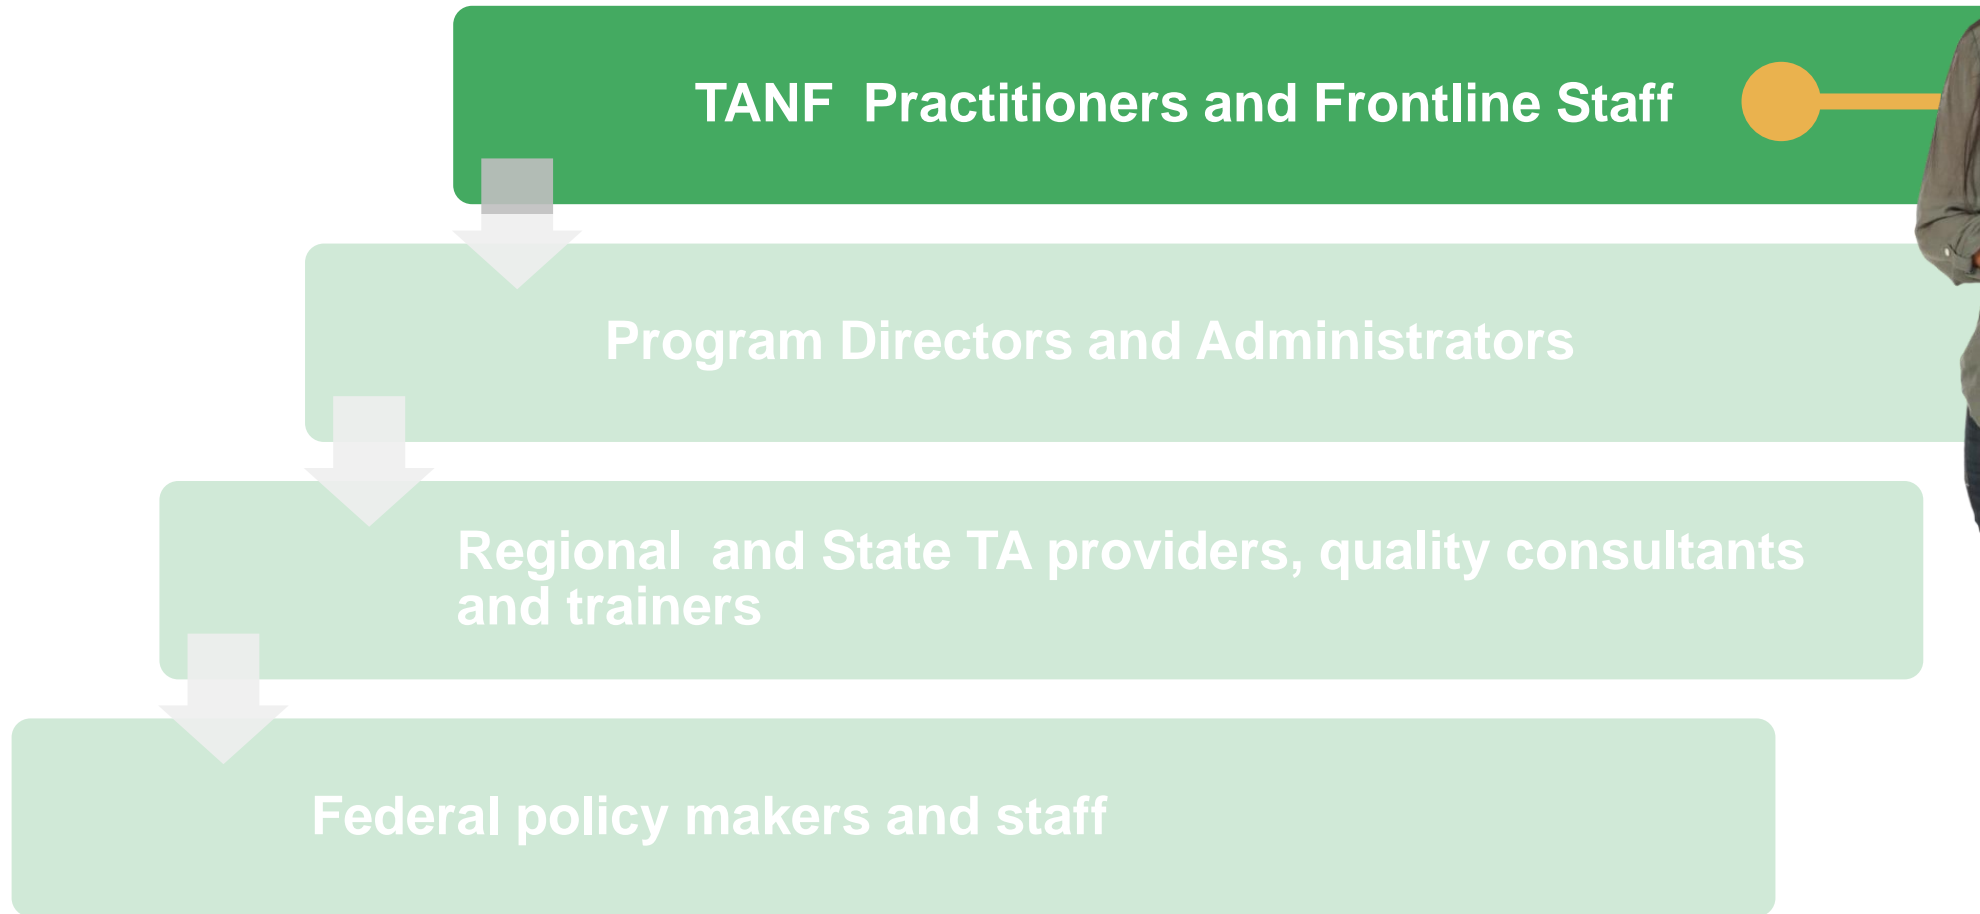 TANF  Practitioners and Frontline Staff
Program Directors and Administrators
Regional  and State TA providers, quality consultants
and trainers
Federal policy makers and staff